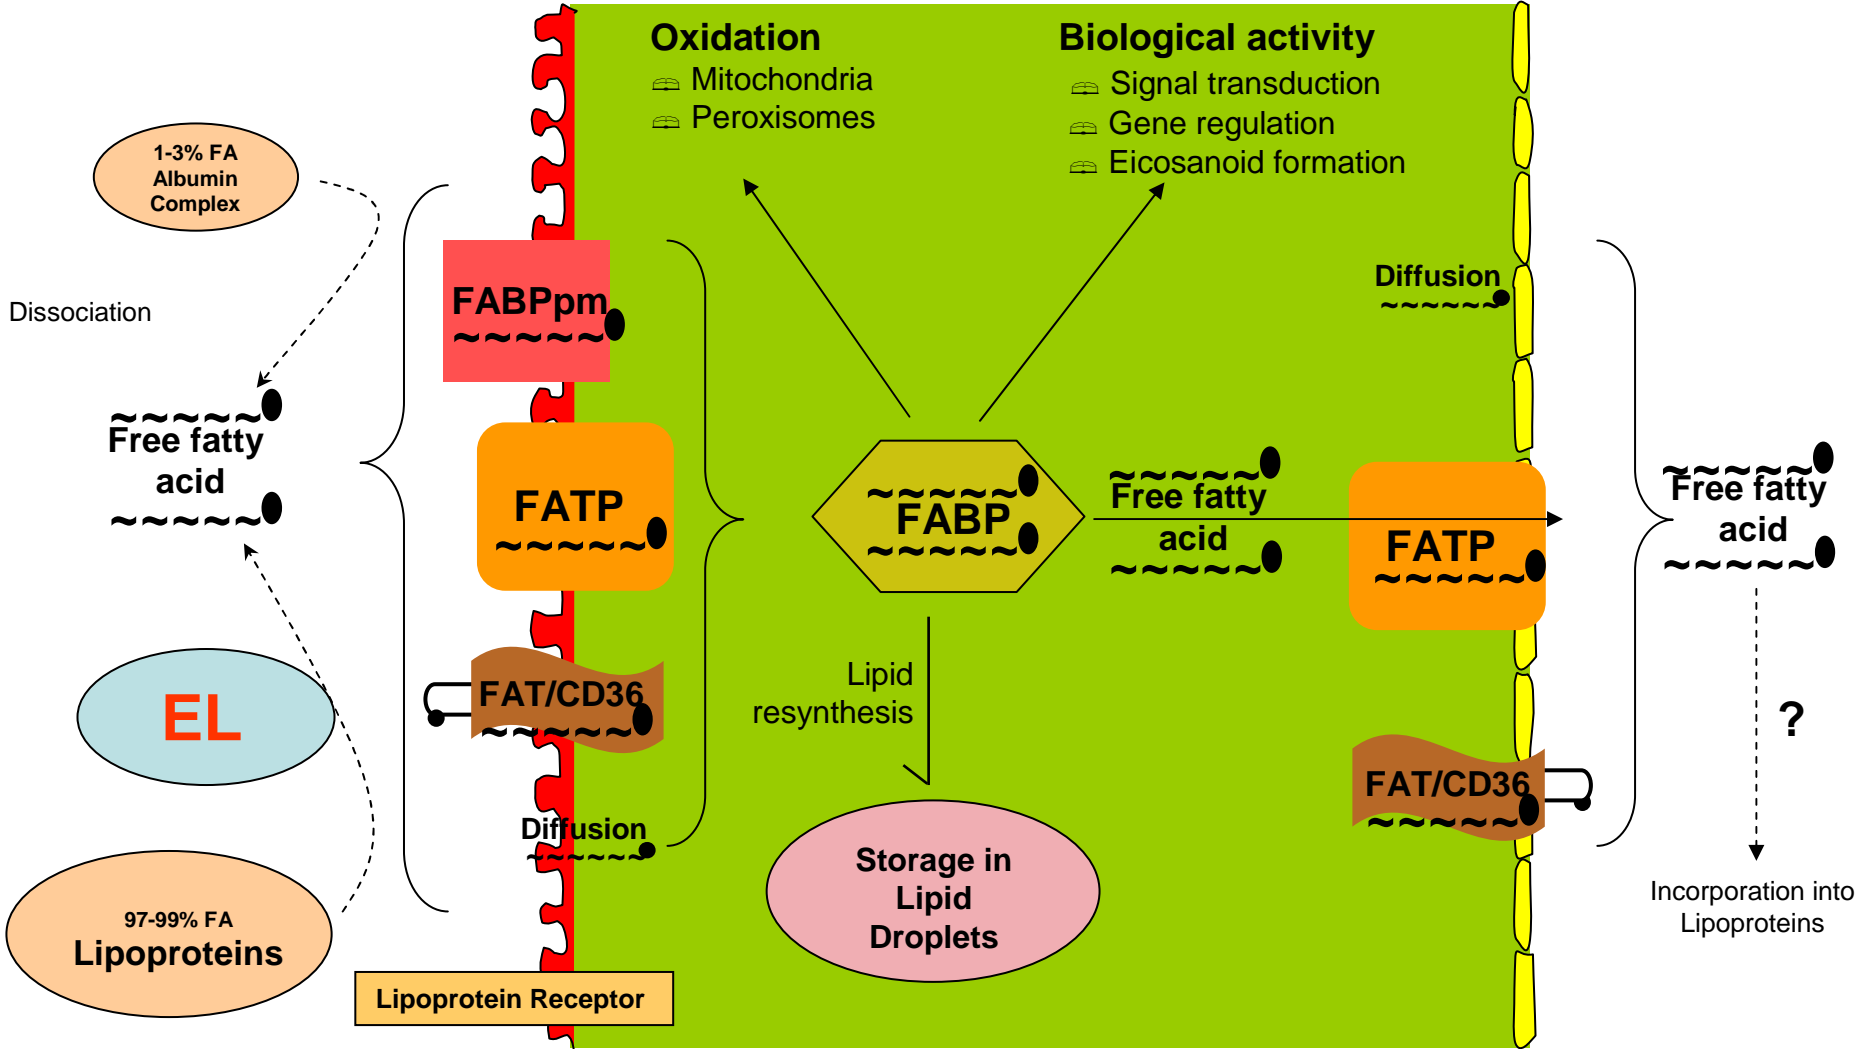 Oxidation
Mitochondria
Peroxisomes
Biological activity
Signal transduction
Gene regulation
Eicosanoid formation
1-3% FA
Albumin
Complex
Dissociation
Free fatty
acid
EL
97-99% FA
Lipoproteins
FABPpm
FATP
FAT/CD36
Diffusion
Lipoprotein Receptor
FABP
Lipid
resynthesis
Storage in
Lipid
Droplets
Free fatty
acid
Diffusion
FATP
FAT/CD36
Free fatty
acid
?
Incorporation into
Lipoproteins